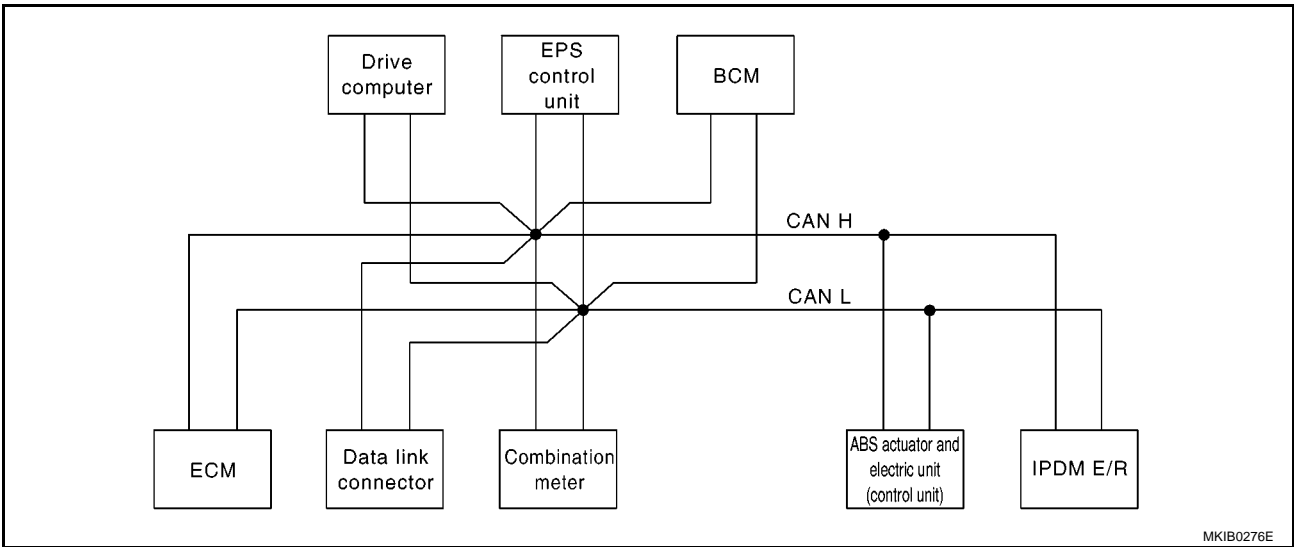 Drive
computer
EPS
control
unit
BCM
CAN H
CAN L
ECM
Data link
connector
Combination
meter
ABS actuator and
electric unit
(control unit)
IPDM E/R
MKIB0276E